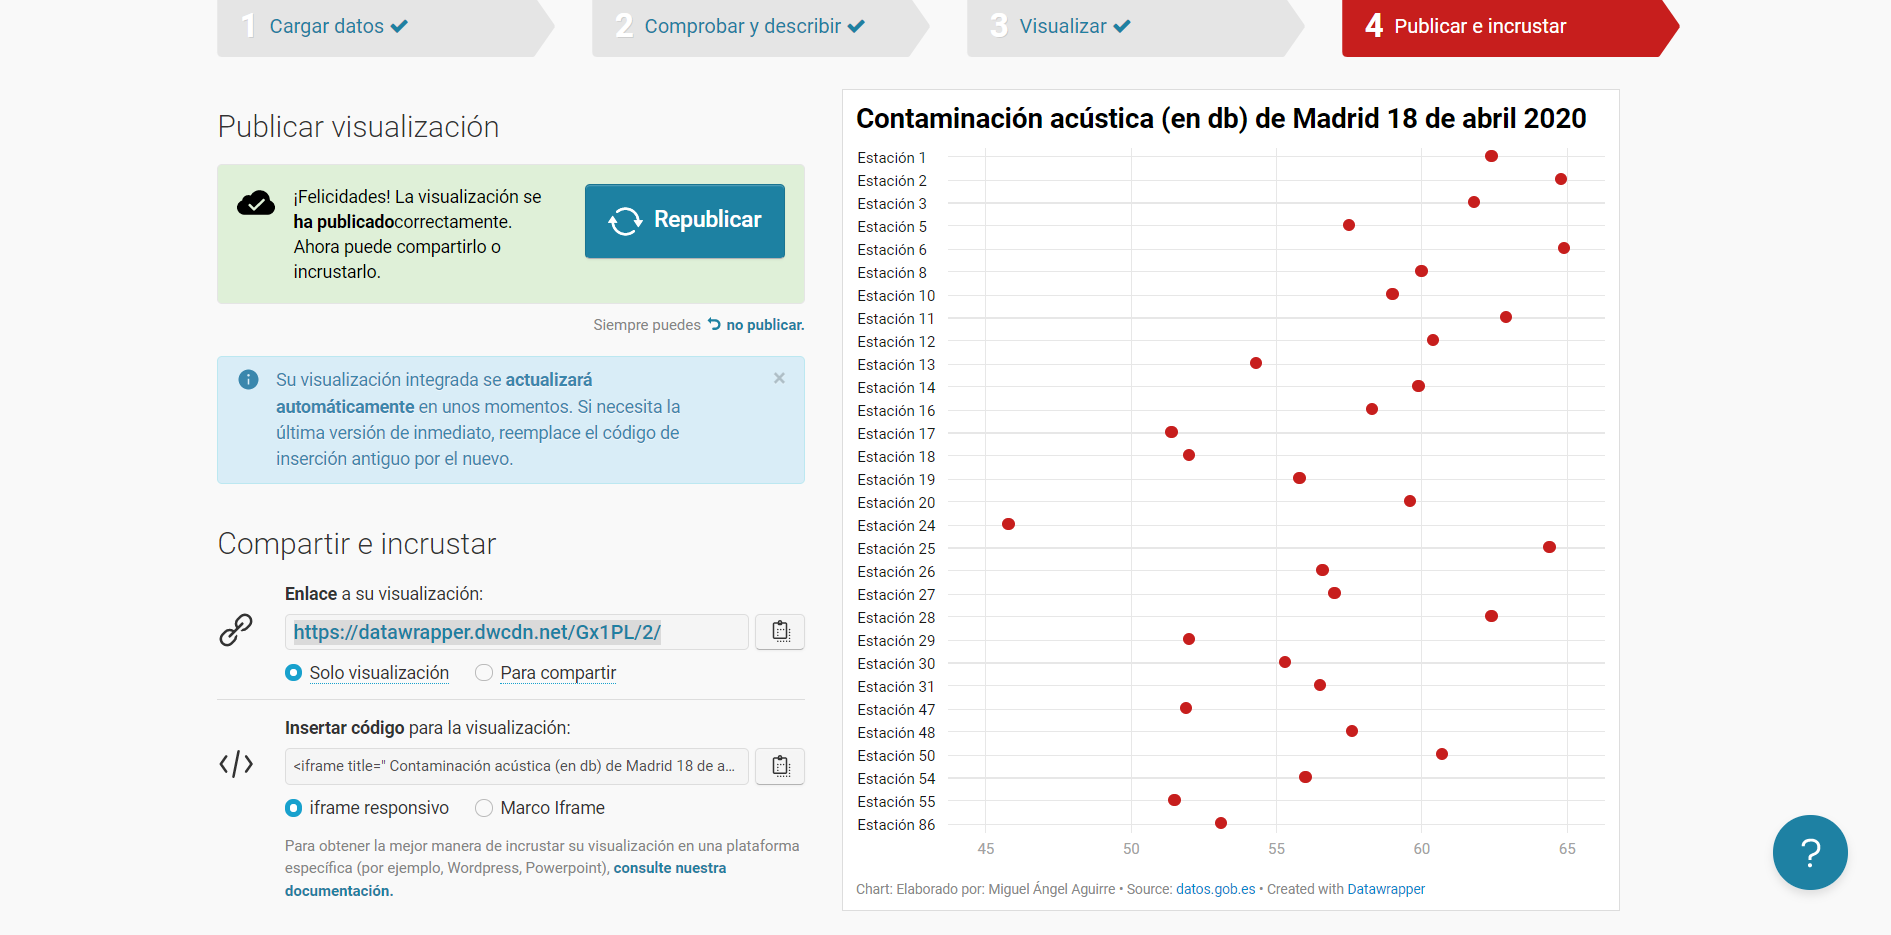 1 Cargar datos
2 Comprobar y describir
3 Visualizar
4 Publicar e incrustar
Publicar visualización
¡Felicidades! La visualización se
ha publicadocorrectamente.
Ahora puede compartirlo o
incrustarlo.
Republicar
Siempre puedes no publicar.
Su visualización integrada se actualizará
automáticamente en unos momentos. Si necesita la
última versión de inmediato, reemplace el código de
inserción antiguo por el nuevo.
×
Compartir e incrustar
Enlace a su visualización:
https://datawrapper.dwcdn.net/Gx1PL/2/
Solo visualización
Para compartir
Insertar código para la visualización:
<iframe title=" Contaminación acústica (en db) de Madrid 18 de a...
iframe responsivo
Marco Iframe
Para obtener la mejor manera de incrustar su visualización en una plataforma
específica (por ejemplo, Wordpress, Powerpoint), consulte nuestra
documentación.
Contaminación acústica (en db) de Madrid 18 de abril 2020
Estación 1
Estación 2
Estación 3
Estación 5
Estación 6
Estación 8
Estación 10
Estación 11
Estación 12
Estación 13
Estación 14
Estación 16
Estación 17
Estación 18
Estación 19
Estación 20
Estación 24
Estación 25
Estación 26
Estación 27
Estación 28
Estación 29
Estación 30
Estación 31
Estación 47
Estación 48
Estación 50
Estación 54
Estación 55
Estación 86
45 50 55 60 65
Chart: Elaborado por: Miguel Ángel Aguirre • Source: datos.gob.es • Created with Datawrapper
?